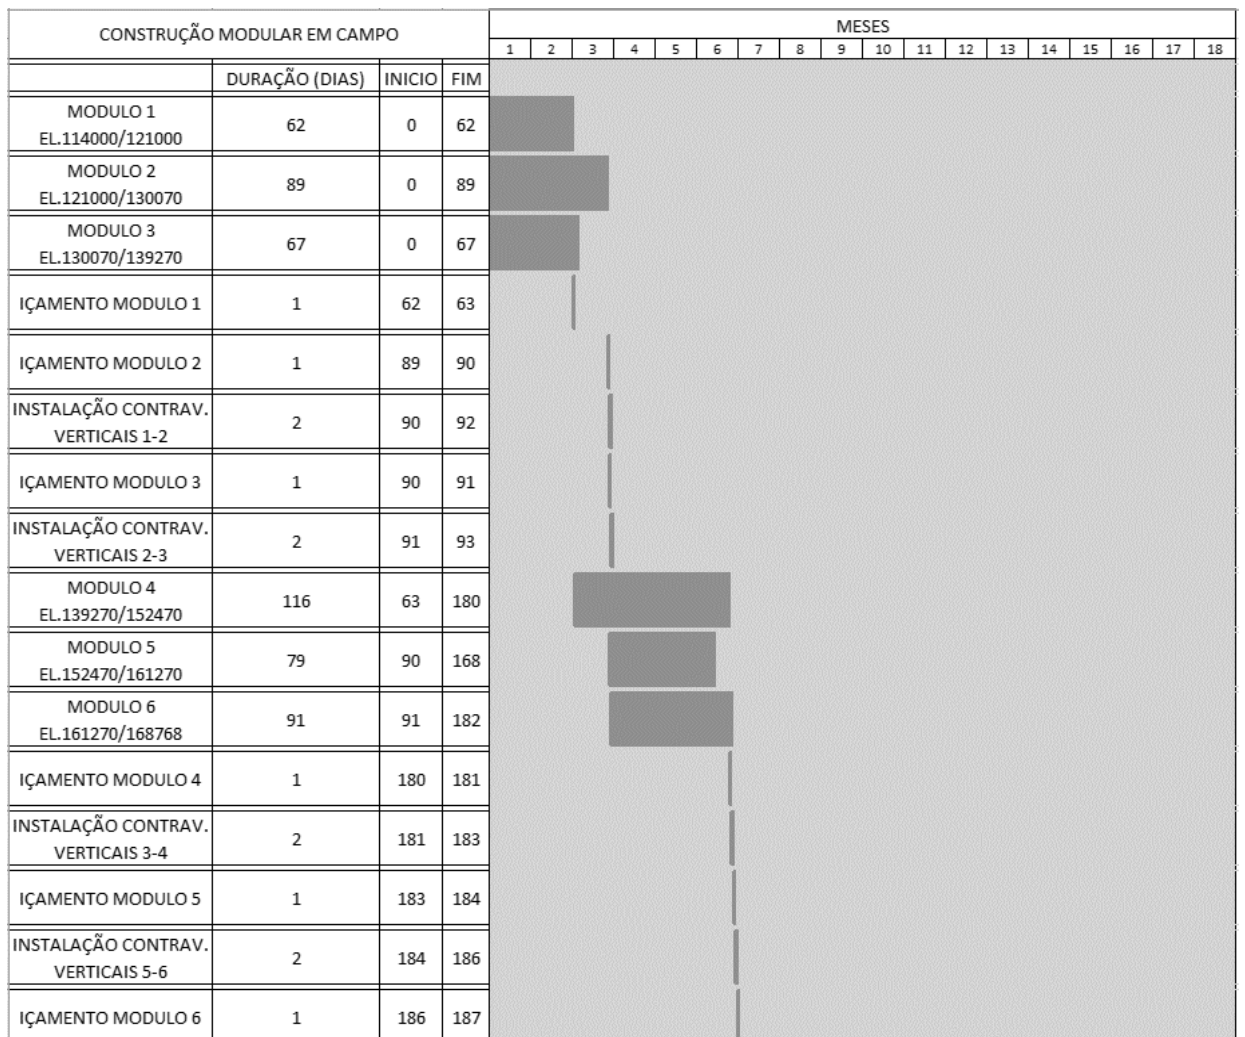 CONSTRUÇÃO MODULAR EM CAMPO
MESES
1 2 3 4 5 6 7 8 9 10 11 12 13 14 15 16 17 18
DURAÇÃO (DIAS) INICIO FIM
MODULO 1
EL.114000/121000
62 0 62
MODULO 2
EL.121000/130070
89 0 89
MODULO 3
EL.130070/139270
67 0 67
IÇAMENTO MODULO 1 1 62 63
IÇAMENTO MODULO 2 1 89 90
INSTALAÇÃO CONTRAV.
VERTICAIS 1-2
2 90 92
IÇAMENTO MODULO 3 1 90 91
INSTALAÇÃO CONTRAV.
VERTICAIS 2-3
2 91 93
MODULO 4
EL.139270/152470
116 63 180
MODULO 5
EL.152470/161270
79 90 168
MODULO 6
EL.161270/168768
91 91 182
IÇAMENTO MODULO 4 1 180 181
INSTALAÇÃO CONTRAV.
VERTICAIS 3-4
2 181 183
IÇAMENTO MODULO 5 1 183 184
INSTALAÇÃO CONTRAV.
VERTICAIS 5-6
2 184 186
IÇAMENTO MODULO 6 1 186 187